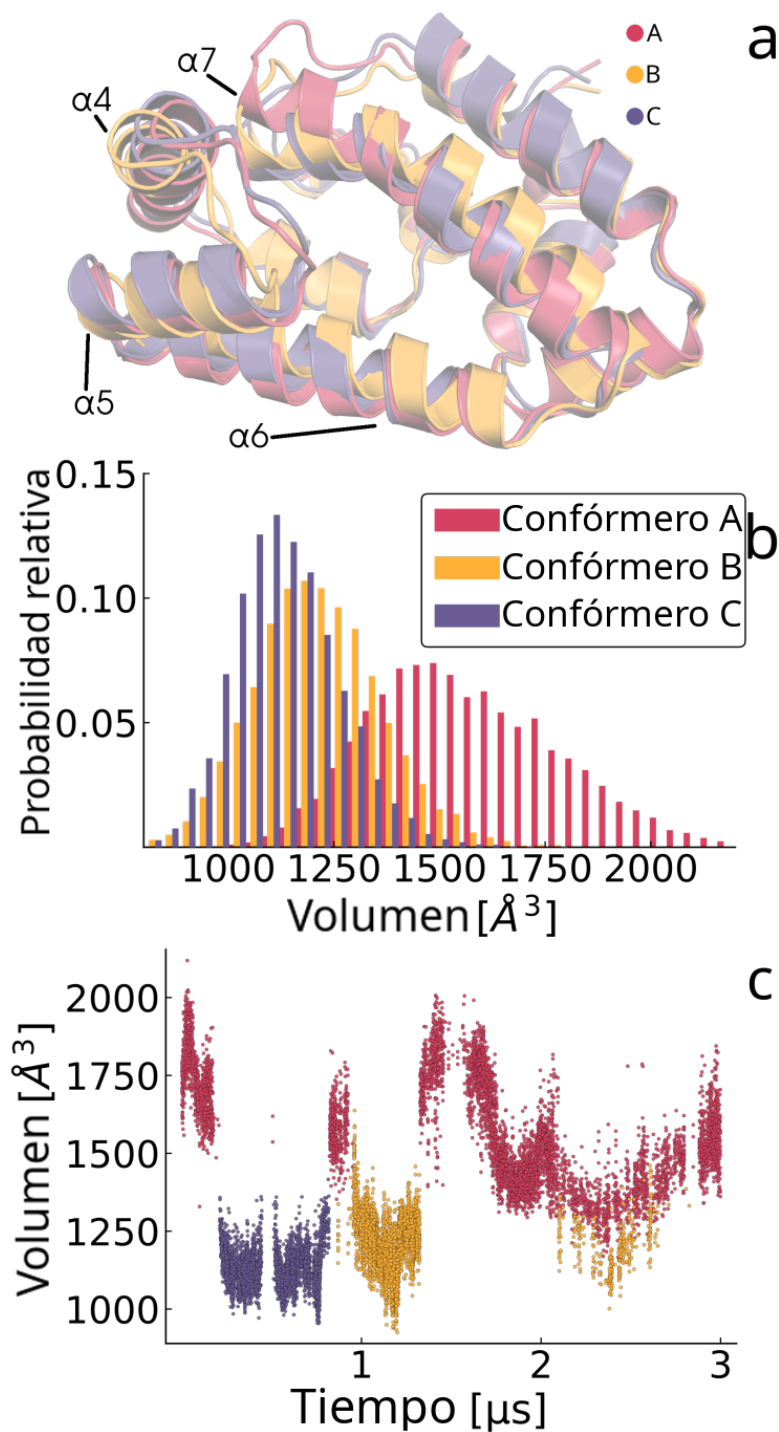 a
A
B
C
α7
α4
α5
α6
b
0.15
0.10
0.05
Probabilidad relativa
Confórmero A
Confórmero B
Confórmero C
1000 1250 1500 1750 2000
Volumen [Å³]
c
2000
1750
1500
1250
1000
Volumen [Å³]
1 2 3
Tiempo [μs]